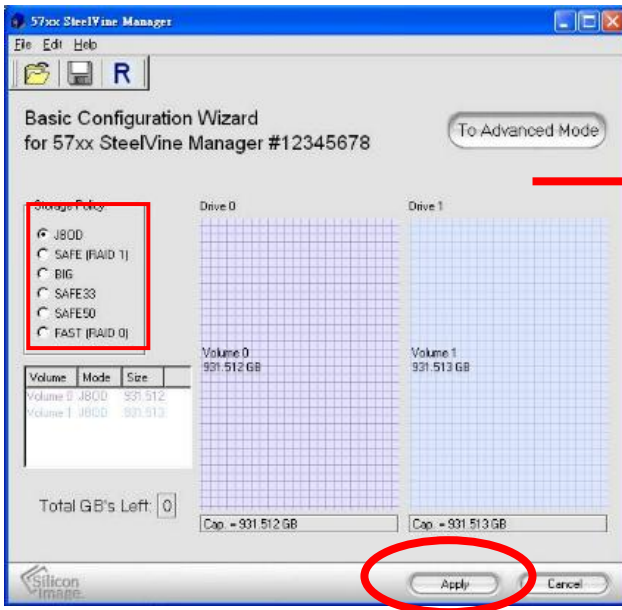 57xx SteelVine Manager
File Edit Help
R
Basic Configuration Wizard
for 57xx SteelVine Manager #12345678
To Advanced Mode
Storage Policy:
JBOD
SAFE (RAID 1)
BIG
SAFE33
SAFE50
FAST (RAID 0)
Drive 0
Volume 0
931.512 GB
Cap. = 931.512 GB
Drive 1
Volume 1
931.513 GB
Cap. = 931.513 GB
Volume Mode Size
Volume 0 JBOD 931.512
Volume 1 JBOD 931.513
Total GB's Left: 0
Silicon Image.
Apply
Cancel